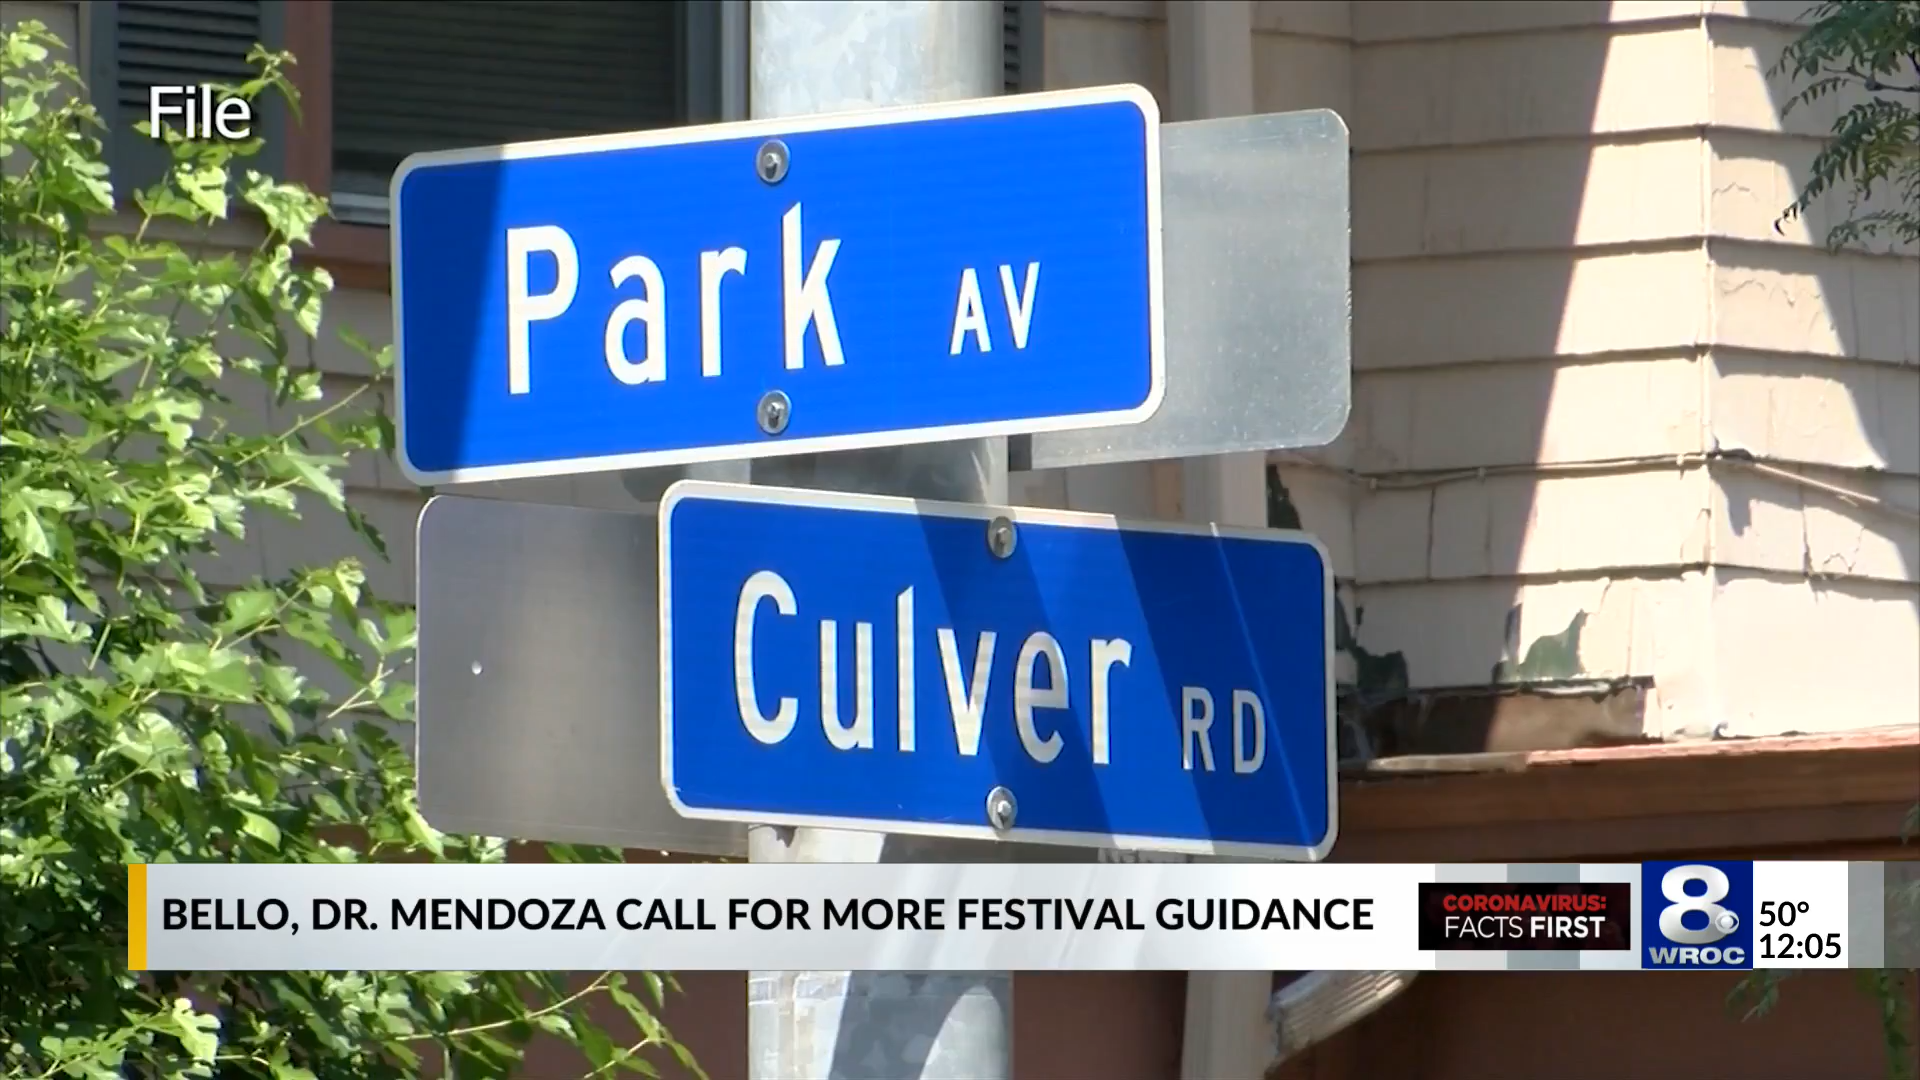 File
Park AV
Culver RD
BELLO, DR. MENDOZA CALL FOR MORE FESTIVAL GUIDANCE
CORONAVIRUS:
FACTS FIRST
8
WROC
50°
12:05